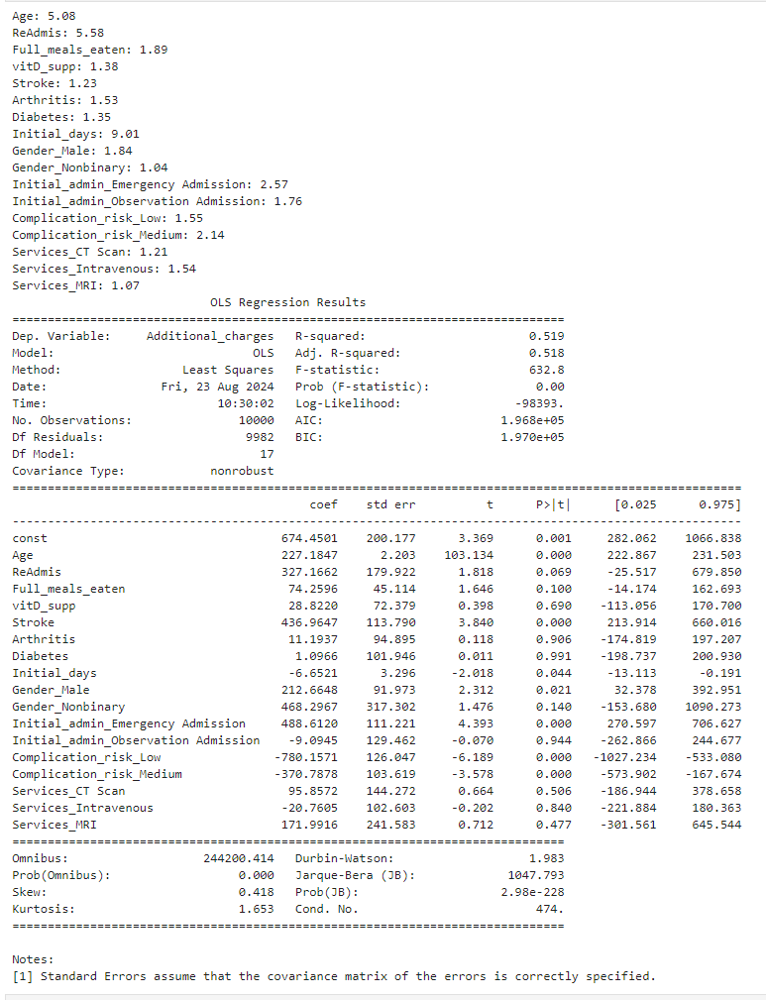 Age: 5.08
ReAdmis: 5.58
Full_meals_eaten: 1.89
vitD_supp: 1.38
Stroke: 1.23
Arthritis: 1.53
Diabetes: 1.35
Initial_days: 9.01
Gender_Male: 1.84
Gender_Nonbinary: 1.04
Initial_admin_Emergency Admission: 2.57
Initial_admin_Observation Admission: 1.76
Complication_risk_Low: 1.55
Complication_risk_Medium: 2.14
Services_CT Scan: 1.21
Services_Intravenous: 1.54
Services_MRI: 1.07
OLS Regression Results
==============================================================================
Dep. Variable: Additional_charges R-squared: 0.519
Model: OLS Adj. R-squared: 0.518
Method: Least Squares F-statistic: 632.8
Date: Fri, 23 Aug 2024 Prob (F-statistic): 0.00
Time: 10:30:02 Log-Likelihood: -98393.
No. Observations: 10000 AIC: 1.968e+05
Df Residuals: 9982 BIC: 1.970e+05
Df Model: 17
Covariance Type: nonrobust
=======================================================================================================
coef std err t P>|t| [0.025 0.975]
-------------------------------------------------------------------------------------------------------
const 674.4501 200.177 3.369 0.001 282.062 1066.838
Age 227.1847 2.203 103.134 0.000 222.867 231.503
ReAdmis 327.1662 179.922 1.818 0.069 -25.517 679.850
Full_meals_eaten 74.2596 45.114 1.646 0.100 -14.174 162.693
vitD_supp 28.8220 72.379 0.398 0.690 -113.056 170.700
Stroke 436.9647 113.790 3.840 0.000 213.914 660.016
Arthritis 11.1937 94.895 0.118 0.906 -174.819 197.207
Diabetes 1.0966 101.946 0.011 0.991 -198.737 200.930
Initial_days -6.6521 3.296 -2.018 0.044 -13.113 -0.191
Gender_Male 212.6648 91.973 2.312 0.021 32.378 392.951
Gender_Nonbinary 468.2967 317.302 1.476 0.140 -153.680 1090.273
Initial_admin_Emergency Admission 488.6120 111.221 4.393 0.000 270.597 706.627
Initial_admin_Observation Admission -9.0945 129.462 -0.070 0.944 -262.866 244.677
Complication_risk_Low -780.1571 126.047 -6.189 0.000 -1027.234 -533.080
Complication_risk_Medium -370.7878 103.619 -3.578 0.000 -573.902 -167.674
Services_CT Scan 95.8572 144.272 0.664 0.506 -186.944 378.658
Services_Intravenous -20.7605 102.603 -0.202 0.840 -221.884 180.363
Services_MRI 171.9916 241.583 0.712 0.477 -301.561 645.544
==============================================================================
Omnibus: 244200.414 Durbin-Watson: 1.983
Prob(Omnibus): 0.000 Jarque-Bera (JB): 1047.793
Skew: 0.418 Prob(JB): 2.98e-228
Kurtosis: 1.653 Cond. No. 474.
==============================================================================
Notes:
[1] Standard Errors assume that the covariance matrix of the errors is correctly specified.